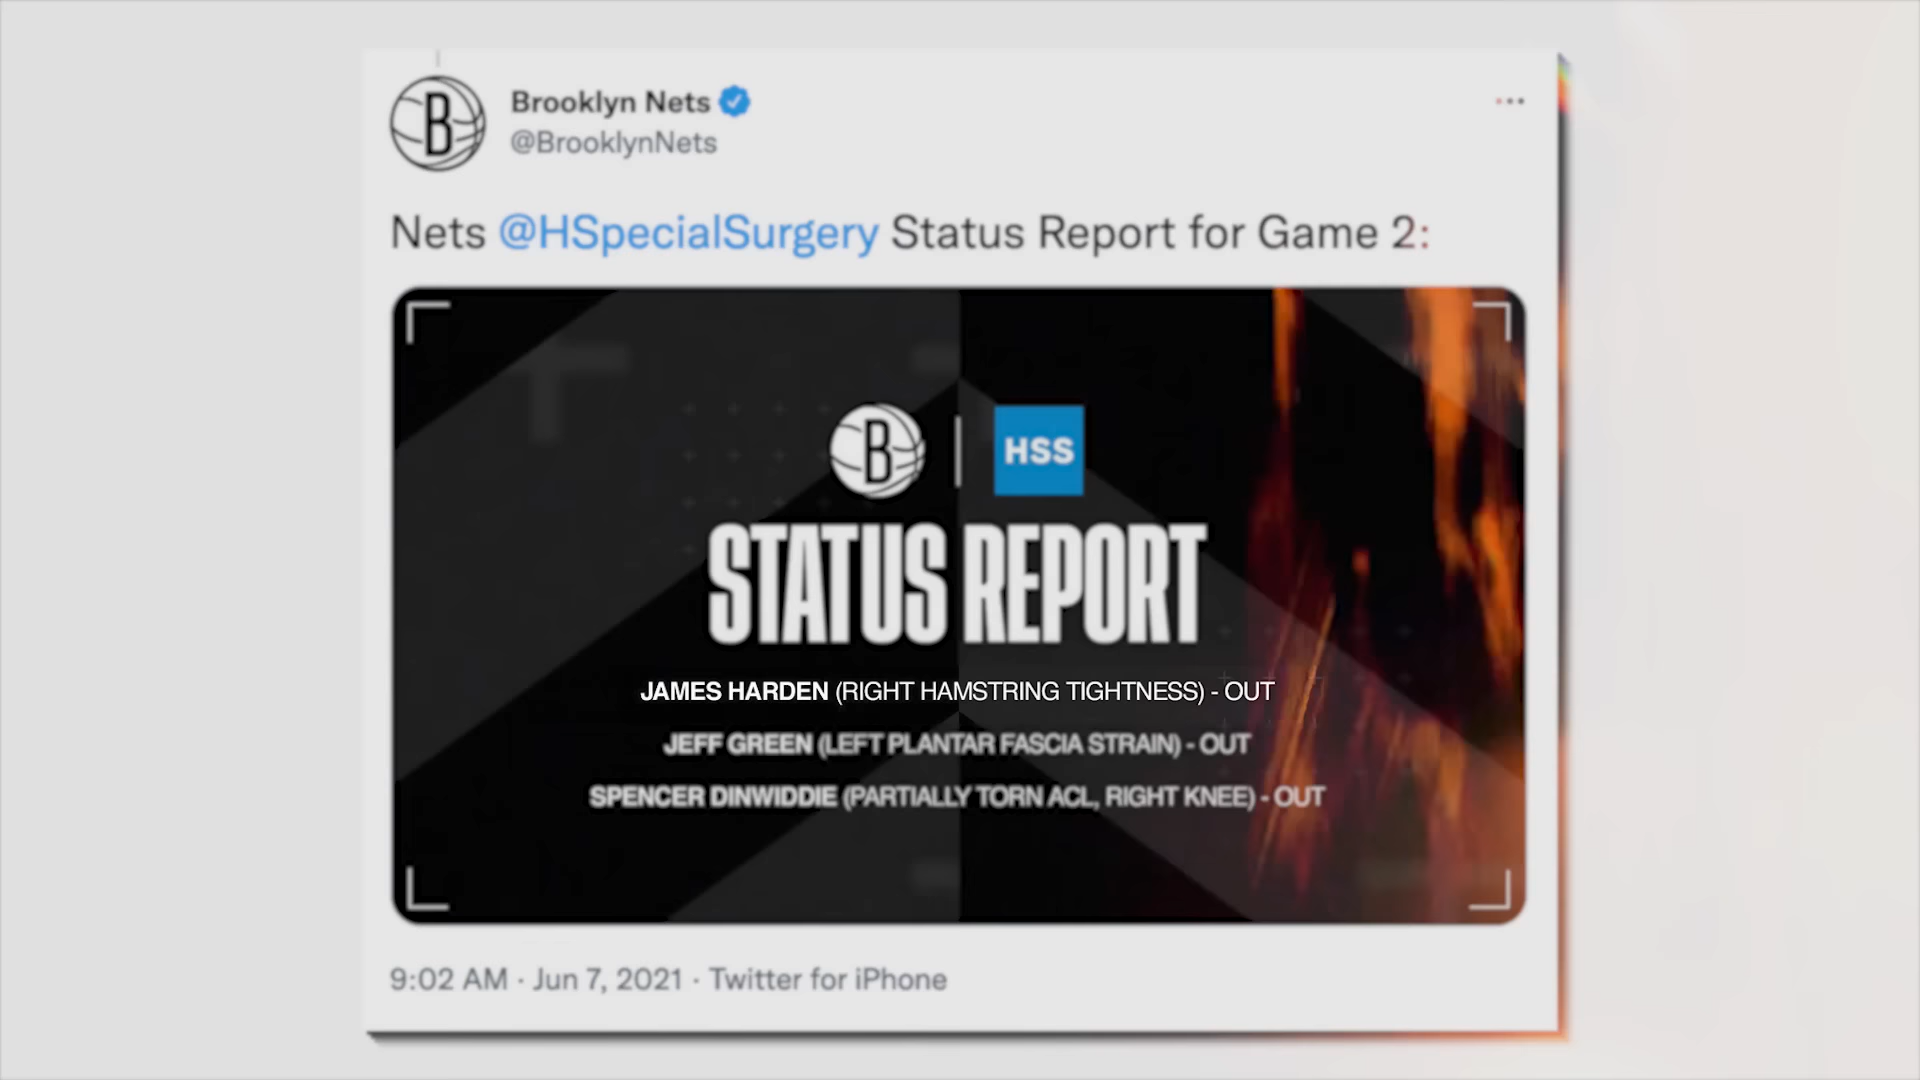 Brooklyn Nets
@BrooklynNets
Nets @HSpecialSurgery Status Report for Game 2:
B
B
HSS
STATUS REPORT
JAMES HARDEN (RIGHT HAMSTRING TIGHTNESS) - OUT
JEFF GREEN (LEFT PLANTAR FASCIA STRAIN) - OUT
SPENCER DINWIDDIE (PARTIALLY TORN ACL, RIGHT KNEE) - OUT
9:02 AM · Jun 7, 2021 · Twitter for iPhone